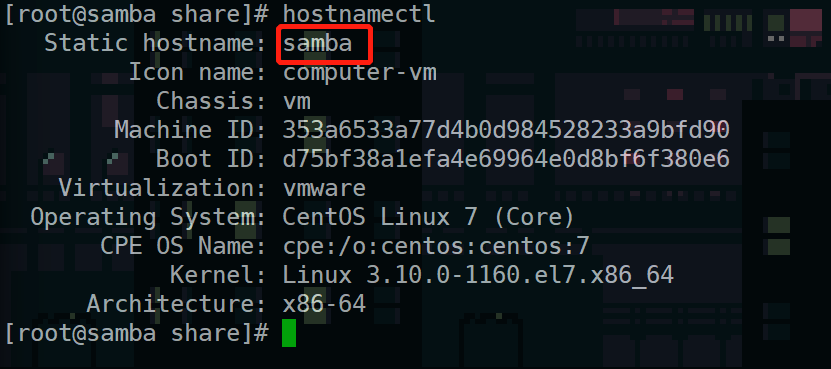 [root@samba share]# hostnamectl
Static hostname: samba
Icon name: computer-vm
Chassis: vm
Machine ID: 353a6533a77d4b0d984528233a9bfd90
Boot ID: d75bf38a1efa4e69964e0d8bf6f380e6
Virtualization: vmware
Operating System: CentOS Linux 7 (Core)
CPE OS Name: cpe:/o:centos:centos:7
Kernel: Linux 3.10.0-1160.el7.x86_64
Architecture: x86-64
[root@samba share]#